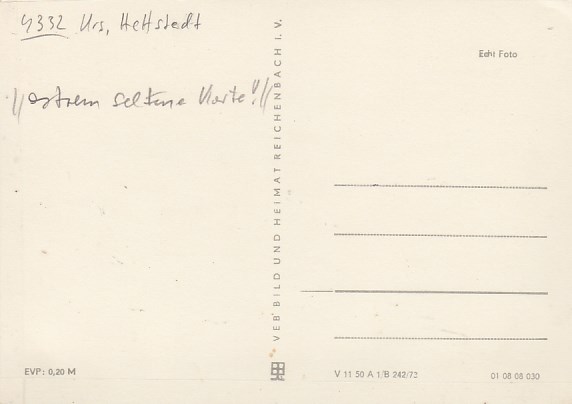 4332 Krs, Hettstedt
Echt Foto
extrem seltene Karte!
VEB BILD UND HEIMAT REICHENBACH I. V.
EVP: 0,20 M
V 11 50 A 1/B 242/72
01 08 08 030